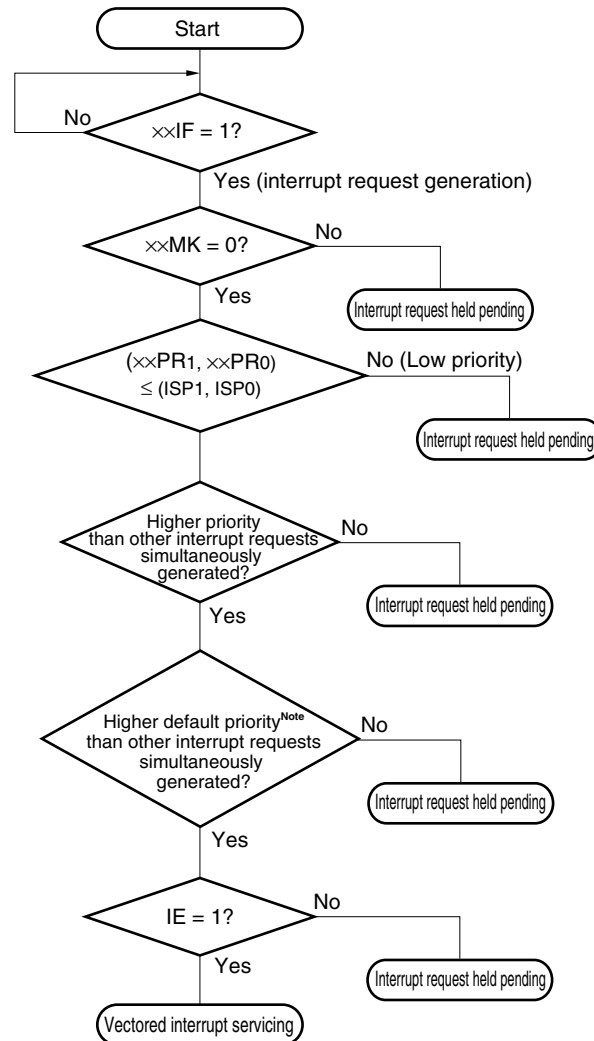 Start
No
××IF = 1?
Yes (interrupt request generation)
No
××MK = 0?
Yes
Interrupt request held pending
(××PR1, ××PR0)
≤ (ISP1, ISP0)
No (Low priority)
Interrupt request held pending
Higher priority
than other interrupt requests
simultaneously
generated?
No
Interrupt request held pending
Yes
Higher default priorityNote
than other interrupt requests
simultaneously
generated?
No
Interrupt request held pending
Yes
IE = 1?
No
Yes
Interrupt request held pending
Vectored interrupt servicing